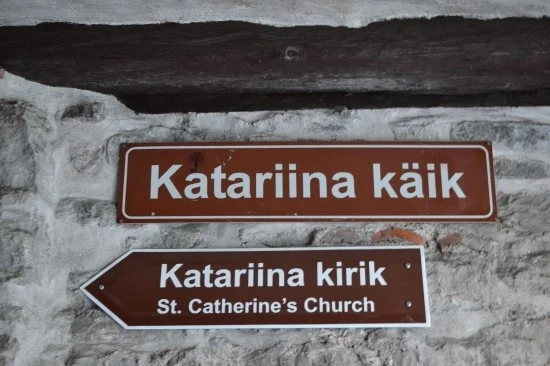 Katariina käik
Katariina kirik
St. Catherine's Church